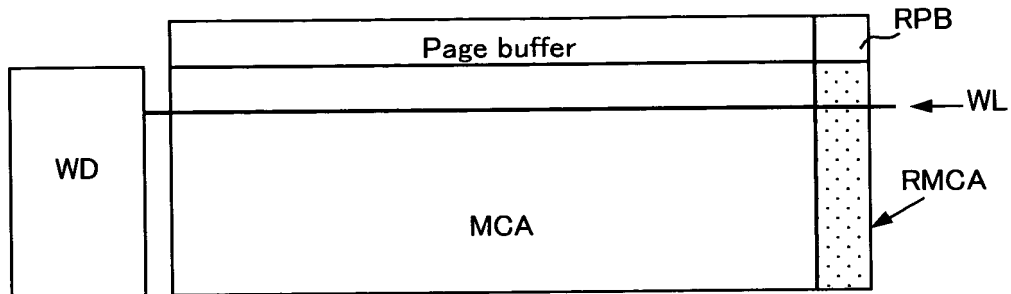 RPB
Page buffer
WL
WD
RMCA
MCA